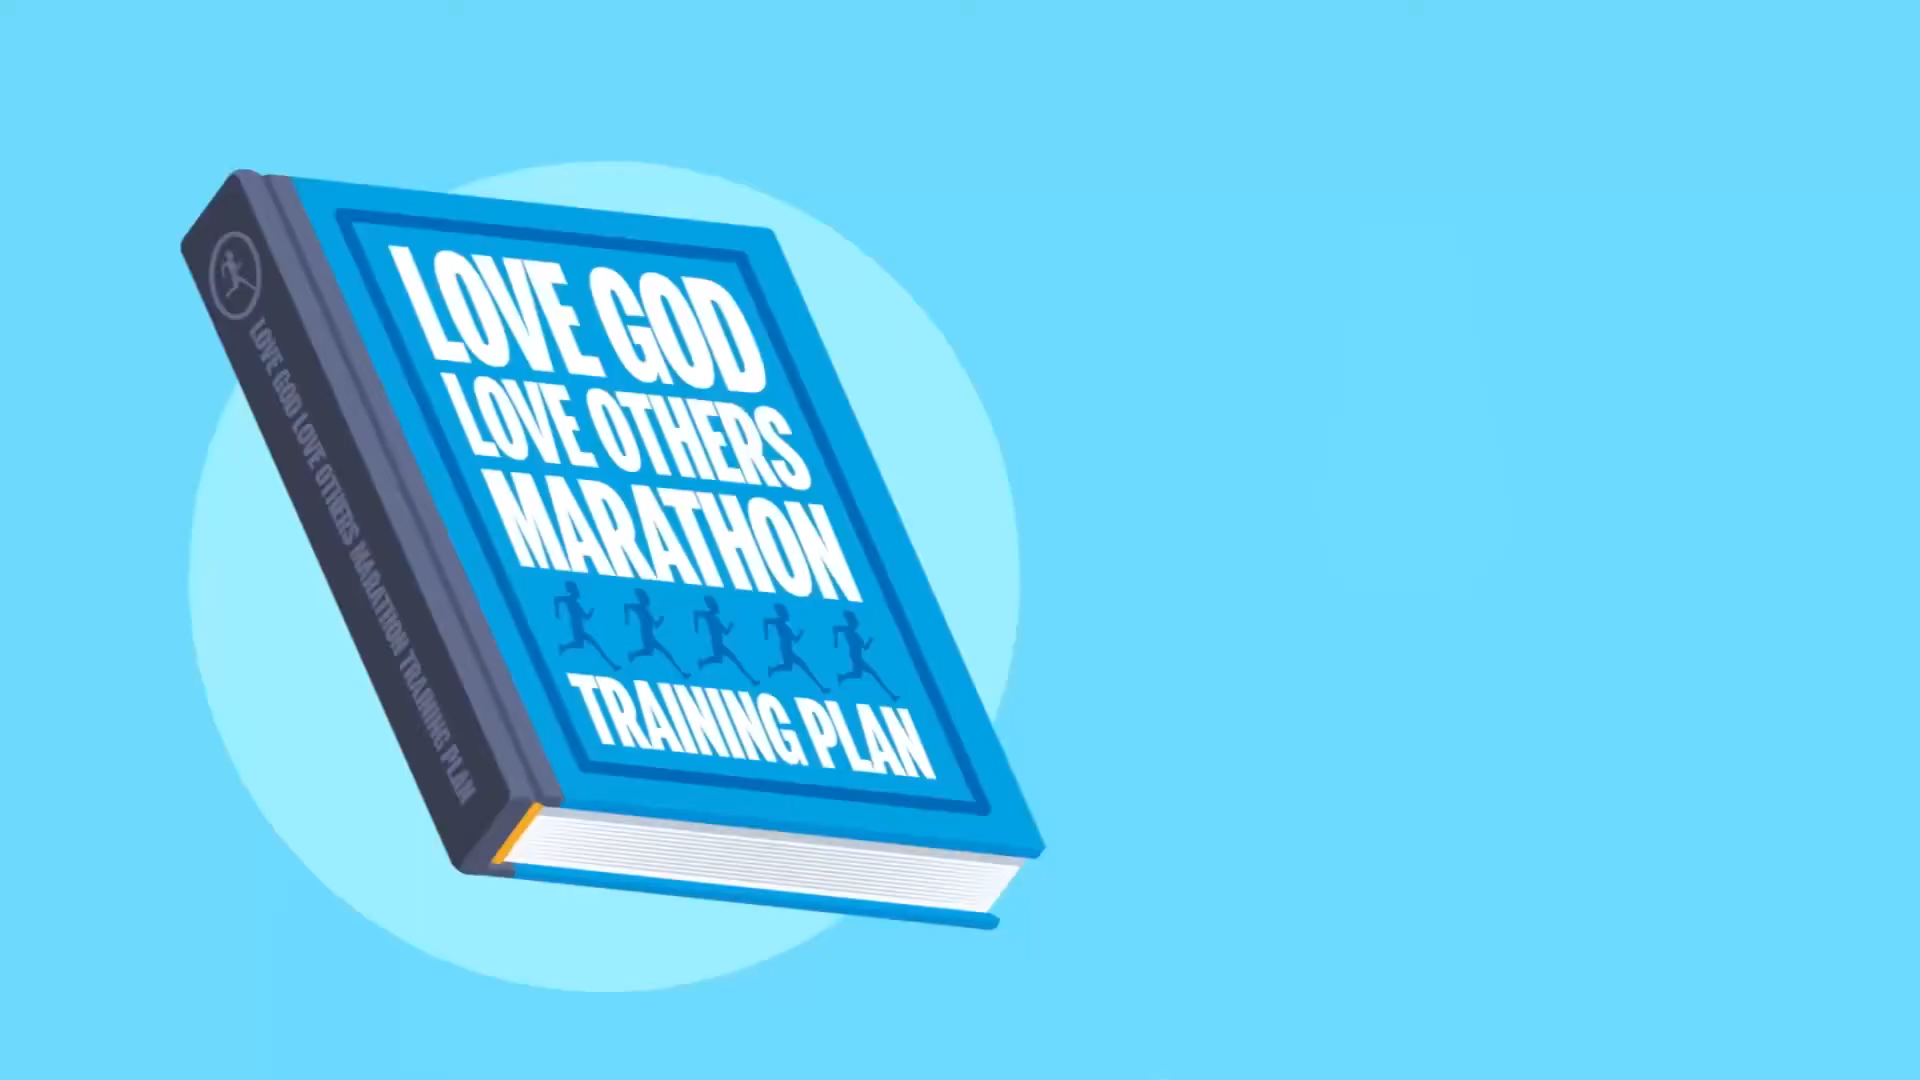 LOVE GOD
LOVE OTHERS
MARATHON
TRAINING PLAN
LOVE GOD LOVE OTHERS MARATHON TRAINING PLAN